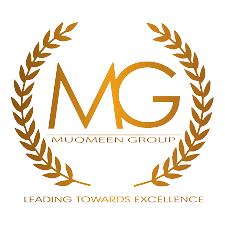 MG
MUQMEEN GROUP
LEADING TOWARDS EXCELLENCE